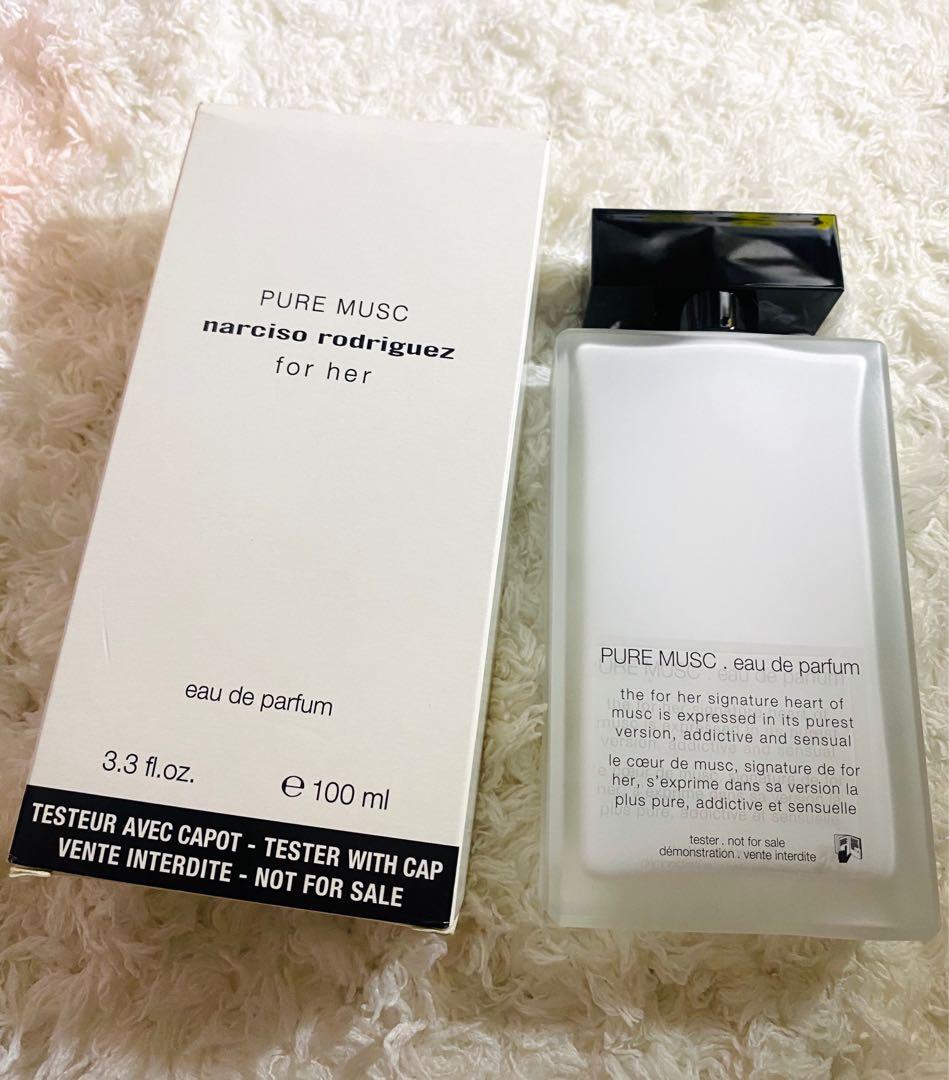 PURE MUSC
narciso rodriguez
for her
eau de parfum
3.3 fl.oz.
℮ 100 ml
TESTEUR AVEC CAPOT - TESTER WITH CAP
VENTE INTERDITE - NOT FOR SALE
PURE MUSC . eau de parfum
the for her signature heart of
musc is expressed in its purest
version, addictive and sensual
le cœur de musc, signature de for
her, s'exprime dans sa version la
plus pure, addictive et sensuelle
tester . not for sale
démonstration . vente interdite